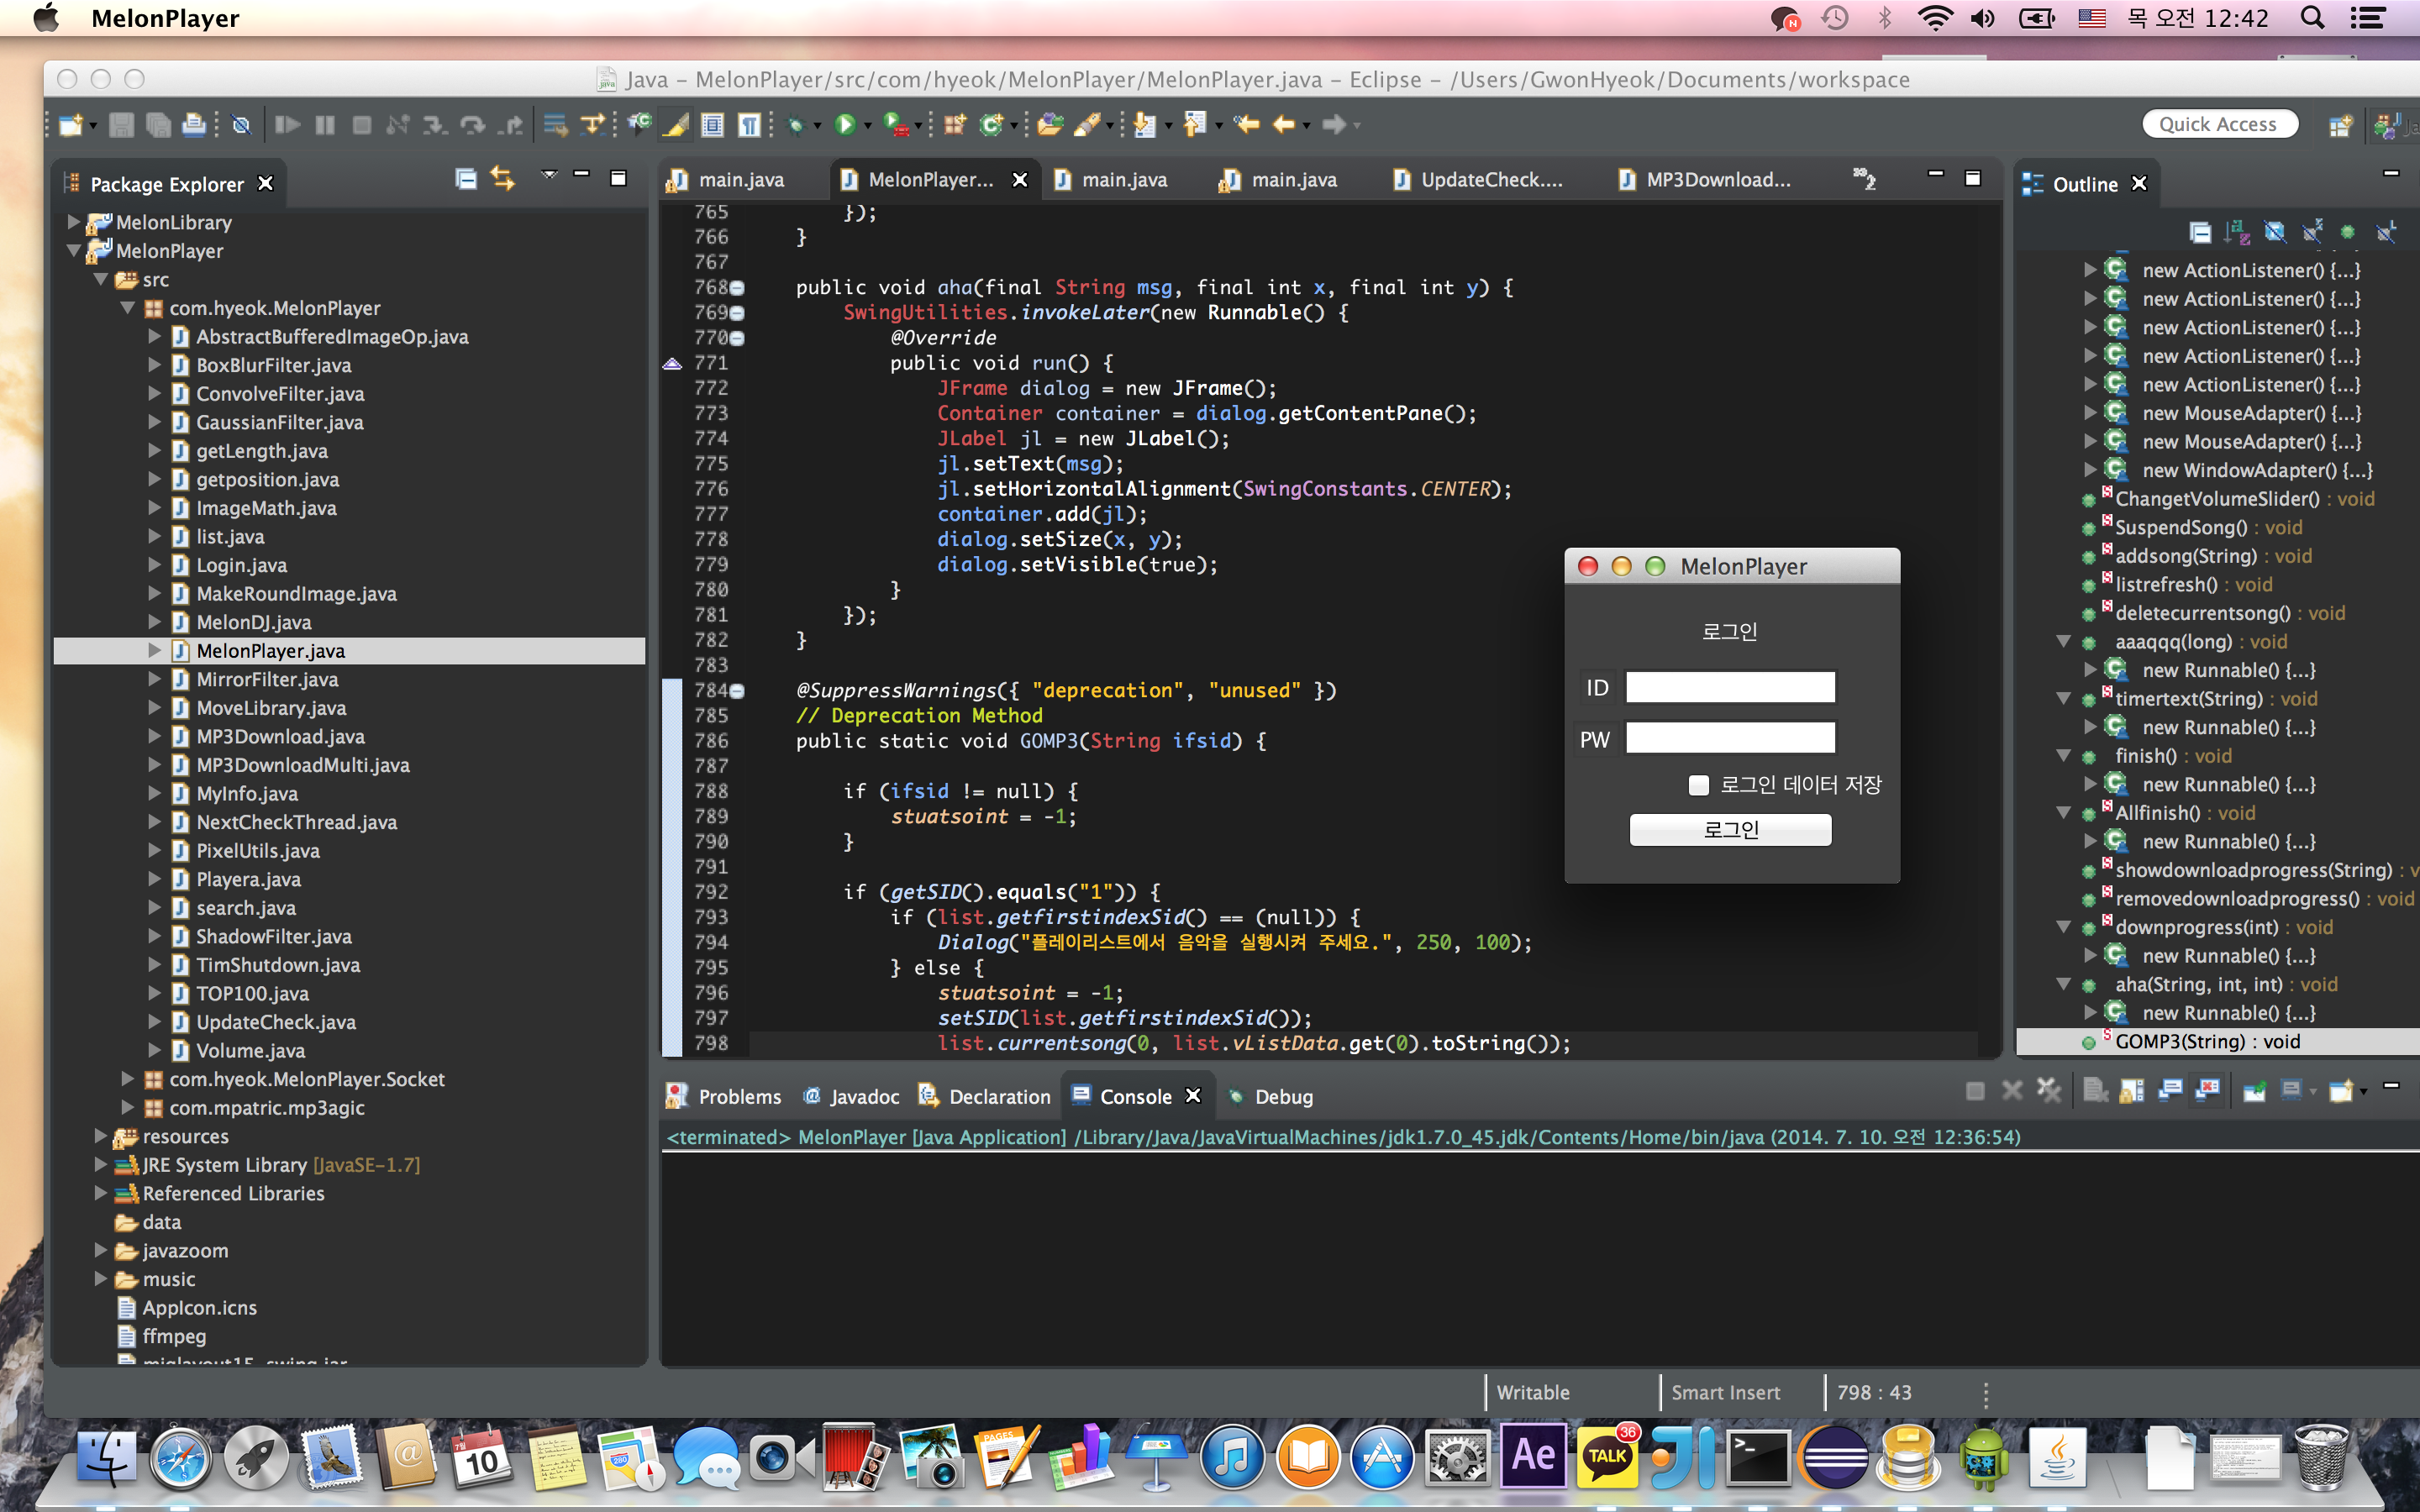 MelonPlayer
목 오전 12:42
Java – MelonPlayer/src/com/hyeok/MelonPlayer/MelonPlayer.java – Eclipse – /Users/GwonHyeok/Documents/workspace
Quick Access
Package Explorer
MelonLibrary
MelonPlayer
src
com.hyeok.MelonPlayer
AbstractBufferedImageOp.java
BoxBlurFilter.java
ConvolveFilter.java
GaussianFilter.java
getLength.java
getposition.java
ImageMath.java
list.java
Login.java
MakeRoundImage.java
MelonDJ.java
MelonPlayer.java
MirrorFilter.java
MoveLibrary.java
MP3Download.java
MP3DownloadMulti.java
MyInfo.java
NextCheckThread.java
PixelUtils.java
Playera.java
search.java
ShadowFilter.java
TimShutdown.java
TOP100.java
UpdateCheck.java
Volume.java
com.hyeok.MelonPlayer.Socket
com.mpatric.mp3agic
resources
JRE System Library [JavaSE-1.7]
Referenced Libraries
data
javazoom
music
AppIcon.icns
ffmpeg
main.java
MelonPlayer...
main.java
main.java
UpdateCheck....
MP3Download...
2
765 });
766 }
767
768 public void aha(final String msg, final int x, final int y) {
769 SwingUtilities.invokeLater(new Runnable() {
770 @Override
771 public void run() {
772 JFrame dialog = new JFrame();
773 Container container = dialog.getContentPane();
774 JLabel jl = new JLabel();
775 jl.setText(msg);
776 jl.setHorizontalAlignment(SwingConstants.CENTER);
777 container.add(jl);
778 dialog.setSize(x, y);
779 dialog.setVisible(true);
780 }
781 });
782 }
783
784 @SuppressWarnings({ "deprecation", "unused" })
785 // Deprecation Method
786 public static void GOMP3(String ifsid) {
787
788 if (ifsid != null) {
789 stuatsoint = -1;
790 }
791
792 if (getSID().equals("1")) {
793 if (list.getfirstindexSid() == (null)) {
794 Dialog("플레이리스트에서 음악을 실행시켜 주세요.", 250, 100);
795 } else {
796 stuatsoint = -1;
797 setSID(list.getfirstindexSid());
798 list.currentsong(0, list.vListData.get(0).toString());
MelonPlayer
로그인
ID
PW
로그인 데이터 저장
로그인
Outline
new ActionListener() {...}
new ActionListener() {...}
new ActionListener() {...}
new ActionListener() {...}
new ActionListener() {...}
new MouseAdapter() {...}
new MouseAdapter() {...}
new WindowAdapter() {...}
ChangetVolumeSlider() : void
SuspendSong() : void
addsong(String) : void
listrefresh() : void
deletecurrentsong() : void
aaaqqq(long) : void
new Runnable() {...}
timertext(String) : void
new Runnable() {...}
finish() : void
new Runnable() {...}
Allfinish() : void
new Runnable() {...}
showdownloadprogress(String) : v
removedownloadprogress() : void
downprogress(int) : void
new Runnable() {...}
aha(String, int, int) : void
new Runnable() {...}
GOMP3(String) : void
Problems
Javadoc
Declaration
Console
Debug
<terminated> MelonPlayer [Java Application] /Library/Java/JavaVirtualMachines/jdk1.7.0_45.jdk/Contents/Home/bin/java (2014. 7. 10. 오전 12:36:54)
Writable
Smart Insert
798 : 43
7월
10
280
PAGES
Ae
TALK
36